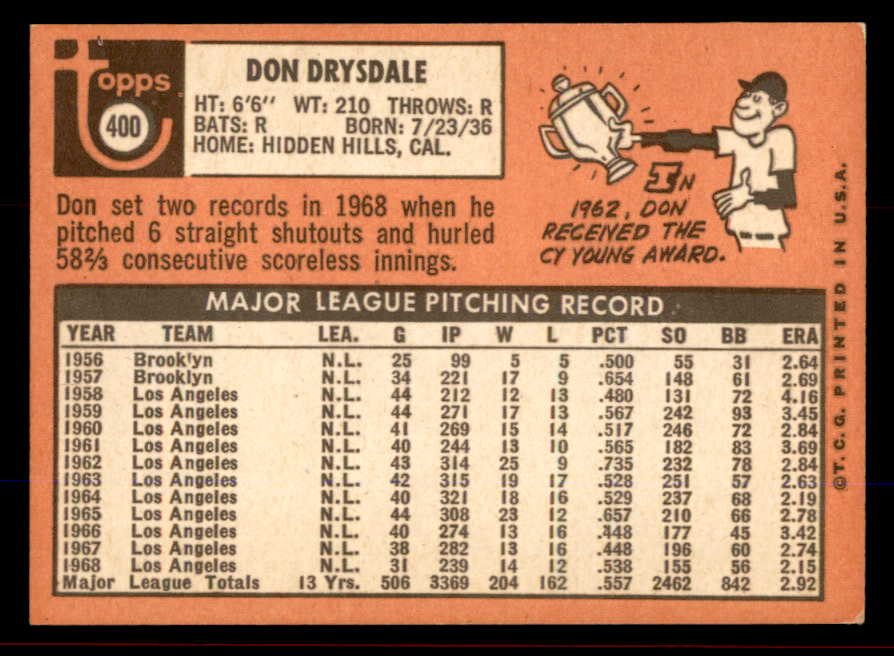 topps
400
DON DRYSDALE
HT: 6'6" WT: 210 THROWS: R
BATS: R BORN: 7/23/36
HOME: HIDDEN HILLS, CAL.
Don set two records in 1968 when he
pitched 6 straight shutouts and hurled
58⅔ consecutive scoreless innings.
IN
1962, DON
RECEIVED THE
CY YOUNG AWARD.
MAJOR LEAGUE PITCHING RECORD
YEAR TEAM LEA. G IP W L PCT SO BB ERA
1956 Brooklyn N.L. 25 99 5 5 .500 55 31 2.64
1957 Brooklyn N.L. 34 221 17 9 .654 148 61 2.69
1958 Los Angeles N.L. 44 212 12 13 .480 131 72 4.16
1959 Los Angeles N.L. 44 271 17 13 .567 242 93 3.45
1960 Los Angeles N.L. 41 269 15 14 .517 246 72 2.84
1961 Los Angeles N.L. 40 244 13 10 .565 182 83 3.69
1962 Los Angeles N.L. 43 314 25 9 .735 232 78 2.84
1963 Los Angeles N.L. 42 315 19 17 .528 251 57 2.63
1964 Los Angeles N.L. 40 321 18 16 .529 237 68 2.19
1965 Los Angeles N.L. 44 308 23 12 .657 210 66 2.78
1966 Los Angeles N.L. 40 274 13 16 .448 177 45 3.42
1967 Los Angeles N.L. 38 282 13 16 .448 196 60 2.74
1968 Los Angeles N.L. 31 239 14 12 .538 155 56 2.15
Major League Totals 13 Yrs. 506 3369 204 162 .557 2462 842 2.92
©T.C.G. PRINTED IN U.S.A.